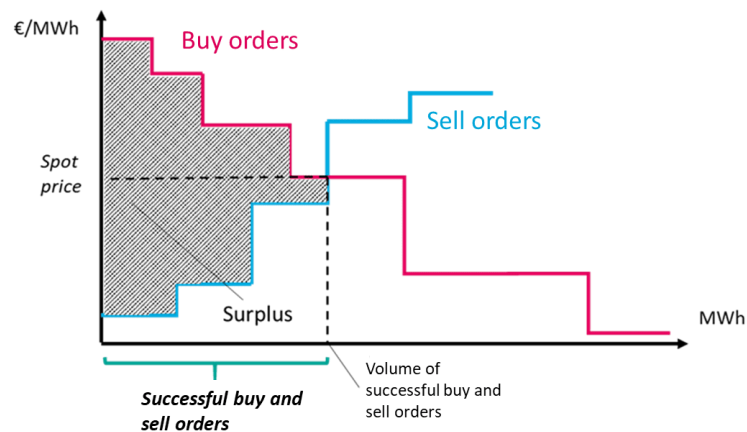 €/MWh
Buy orders
Sell orders
Spot
price
Surplus
MWh
Volume of
successful buy and
sell orders
Successful buy and
sell orders